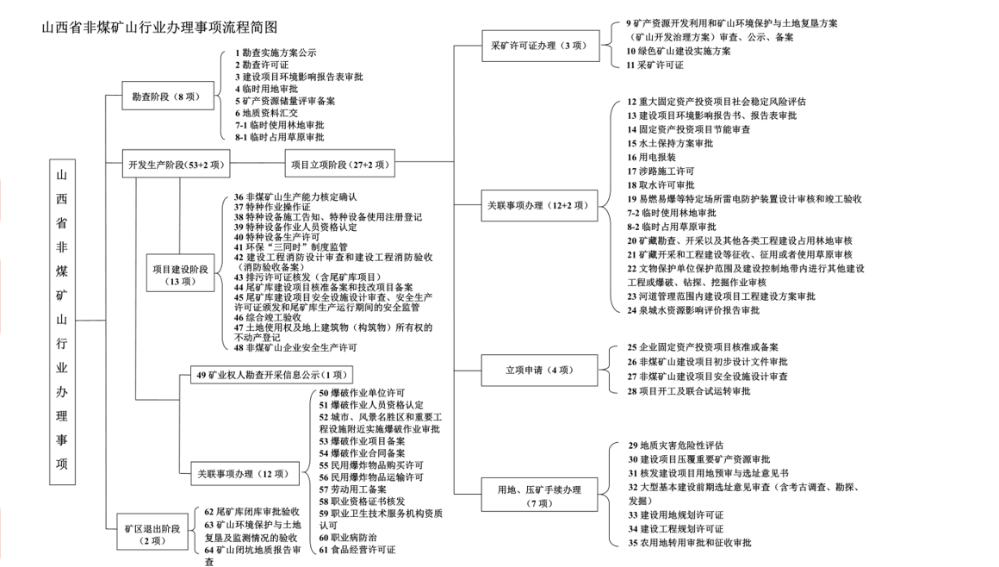 山西省非煤矿山行业办理事项流程简图
山西省非煤矿山行业办理事项
勘查阶段（8 项）
1 勘查实施方案公示
2 勘查许可证
3 建设项目环境影响报告表审批
4 临时用地审批
5 矿产资源储量评审备案
6 地质资料汇交
7-1 临时使用林地审批
8-1 临时占用草原审批
开发生产阶段（53+2 项）
项目立项阶段（27+2 项）
采矿许可证办理（3 项）
9 矿产资源开发利用和矿山环境保护与土地复垦方案
（矿山开发治理方案）审查、公示、备案
10 绿色矿山建设实施方案
11 采矿许可证
关联事项办理（12+2 项）
12 重大固定资产投资项目社会稳定风险评估
13 建设项目环境影响报告书、报告表审批
14 固定资产投资项目节能审查
15 水土保持方案审批
16 用电报装
17 涉路施工许可
18 取水许可审批
19 易燃易爆等特定场所雷电防护装置设计审核和竣工验收
7-2 临时使用林地审批
8-2 临时占用草原审批
20 矿藏勘查、开采以及其他各类工程建设占用林地审核
21 矿藏开采和工程建设等征收、征用或者使用草原审核
22 文物保护单位保护范围及建设控制地带内进行其他建设
工程或爆破、钻探、挖掘作业审核
23 河道管理范围内建设项目工程建设方案审批
24 泉域水资源影响评价报告审批
立项申请（4 项）
25 企业固定资产投资项目核准或备案
26 非煤矿山建设项目初步设计文件审批
27 非煤矿山建设项目安全设施设计审查
28 项目开工及联合试运转审批
用地、压矿手续办理
（7 项）
29 地质灾害危险性评估
30 建设项目压覆重要矿产资源审批
31 核发建设项目用地预审与选址意见书
32 大型基本建设前期选址意见审查（含考古调查、勘探、
发掘）
33 建设用地规划许可证
34 建设工程规划许可证
35 农用地转用审批和征收审批
项目建设阶段
（13 项）
36 非煤矿山生产能力核定确认
37 特种作业操作证
38 特种设备施工告知、特种设备使用注册登记
39 特种设备作业人员资格认定
40 特种设备生产许可
41 环保“三同时”制度监管
42 建设工程消防设计审查和建设工程消防验收
（消防验收备案）
43 排污许可证核发（含尾矿库项目）
44 尾矿库建设项目核准备案和技改项目备案
45 尾矿库建设项目安全设施设计审查、安全生产
许可证颁发和尾矿库生产运行期间的安全监管
46 综合竣工验收
47 土地使用权及地上建筑物（构筑物）所有权的
不动产登记
48 非煤矿山企业安全生产许可
49 矿业权人勘查开采信息公示（1 项）
关联事项办理（12 项）
50 爆破作业单位许可
51 爆破作业人员资格认定
52 城市、风景名胜区和重要工
程设施附近实施爆破作业审批
53 爆破作业项目备案
54 爆破作业合同备案
55 民用爆炸物品购买许可
56 民用爆炸物品运输许可
57 劳动用工备案
58 职业资格证书核发
59 职业卫生技术服务机构资质
认可
60 职业病防治
61 食品经营许可证
矿区退出阶段
（2 项）
62 尾矿库闭库审批验收
63 矿山环境保护与土地
复垦及监测情况的验收
64 矿山闭坑地质报告审
查